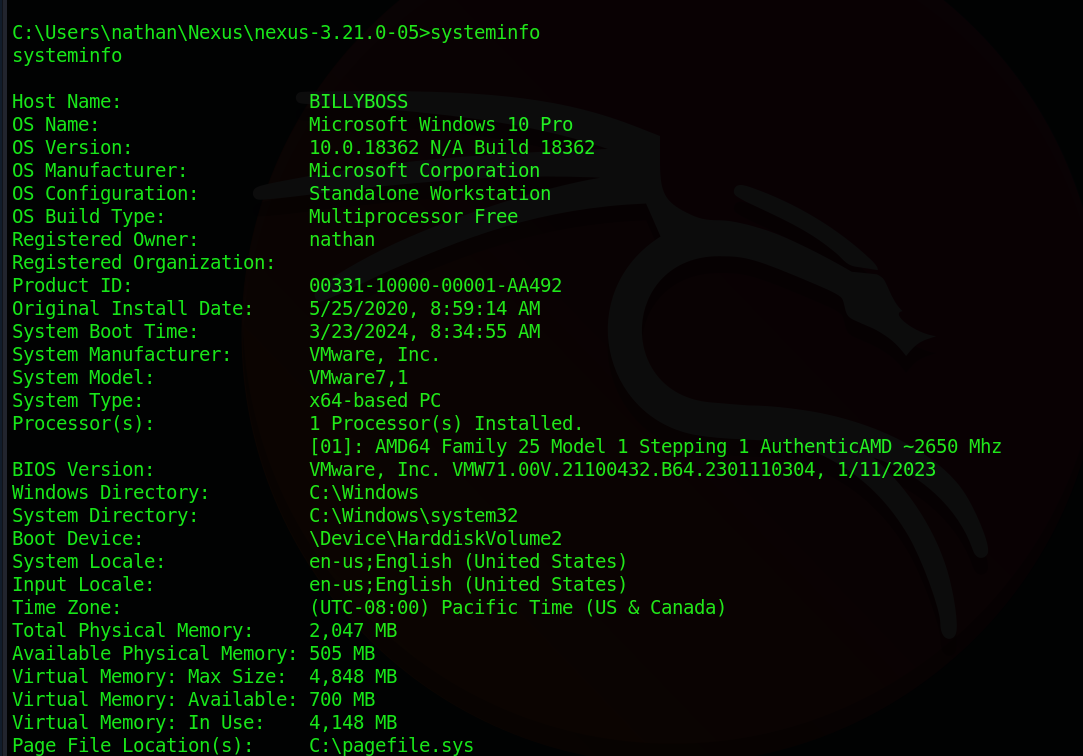 C:\Users\nathan\Nexus\nexus-3.21.0-05>systeminfo
systeminfo
Host Name: BILLYBOSS
OS Name: Microsoft Windows 10 Pro
OS Version: 10.0.18362 N/A Build 18362
OS Manufacturer: Microsoft Corporation
OS Configuration: Standalone Workstation
OS Build Type: Multiprocessor Free
Registered Owner: nathan
Registered Organization:
Product ID: 00331-10000-00001-AA492
Original Install Date: 5/25/2020, 8:59:14 AM
System Boot Time: 3/23/2024, 8:34:55 AM
System Manufacturer: VMware, Inc.
System Model: VMware7,1
System Type: x64-based PC
Processor(s): 1 Processor(s) Installed.
[01]: AMD64 Family 25 Model 1 Stepping 1 AuthenticAMD ~2650 Mhz
BIOS Version: VMware, Inc. VMW71.00V.21100432.B64.2301110304, 1/11/2023
Windows Directory: C:\Windows
System Directory: C:\Windows\system32
Boot Device: \Device\HarddiskVolume2
System Locale: en-us;English (United States)
Input Locale: en-us;English (United States)
Time Zone: (UTC-08:00) Pacific Time (US & Canada)
Total Physical Memory: 2,047 MB
Available Physical Memory: 505 MB
Virtual Memory: Max Size: 4,848 MB
Virtual Memory: Available: 700 MB
Virtual Memory: In Use: 4,148 MB
Page File Location(s): C:\pagefile.sys